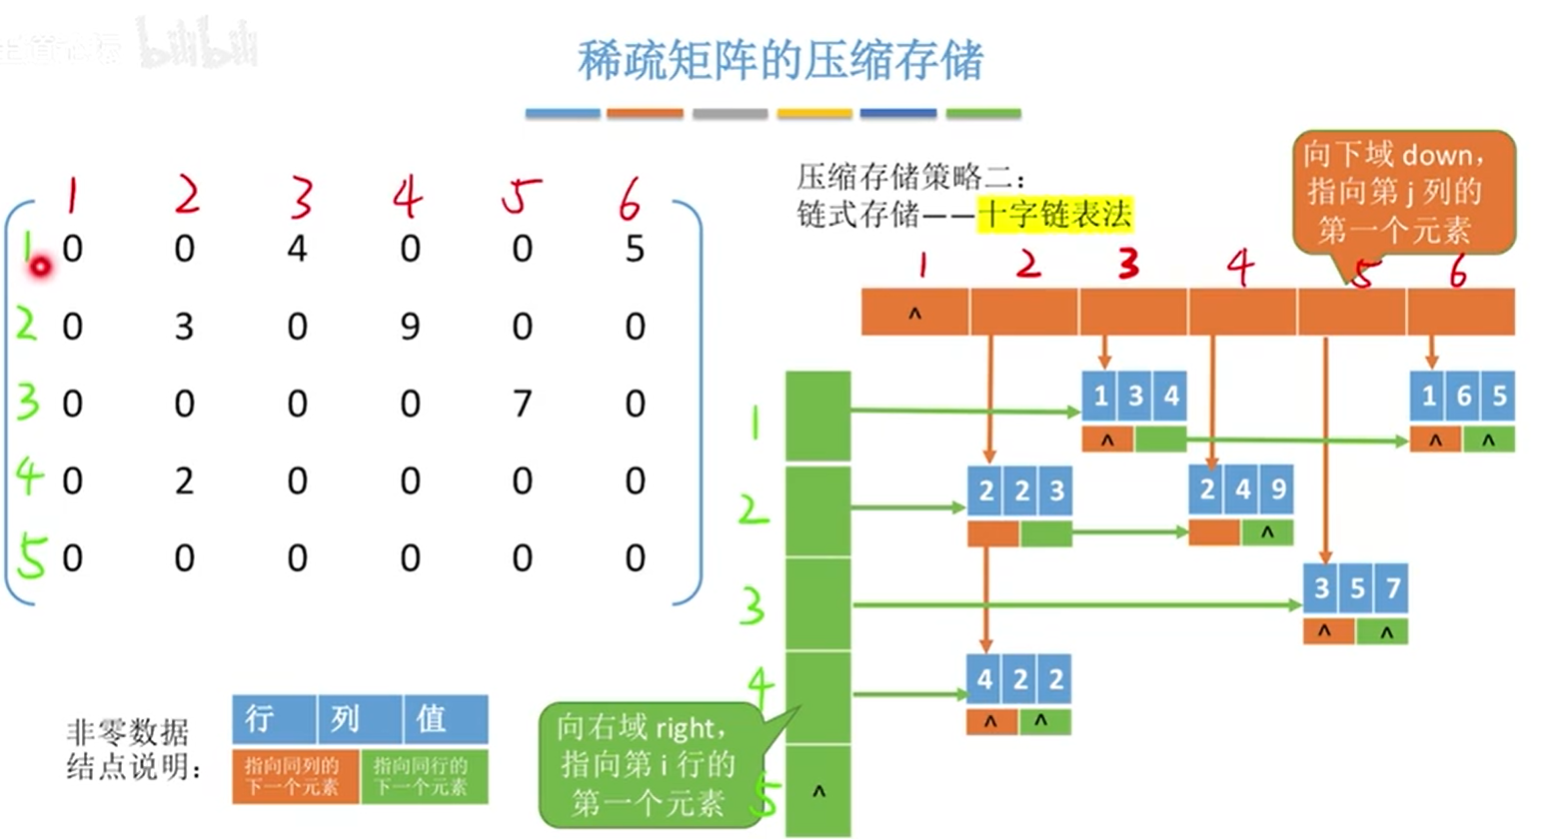 bilibili
稀疏矩阵的压缩存储
1 2 3 4 5 6
1 0 0 4 0 0 5
2 0 3 0 9 0 0
3 0 0 0 0 7 0
4 0 2 0 0 0 0
5 0 0 0 0 0 0
非零数据
结点说明：
行 列 值
指向同列的
下一个元素
指向同行的
下一个元素
压缩存储策略二：
链式存储——十字链表法
向下域 down，
指向第 j 列的
第一个元素
1 2 3 4 5 6
^
1
1 3 4
^
1 6 5
^ ^
2
2 2 3
2 4 9
^
3
3 5 7
^ ^
4
4 2 2
^ ^
5
^
向右域 right，
指向第 i 行的
第一个元素